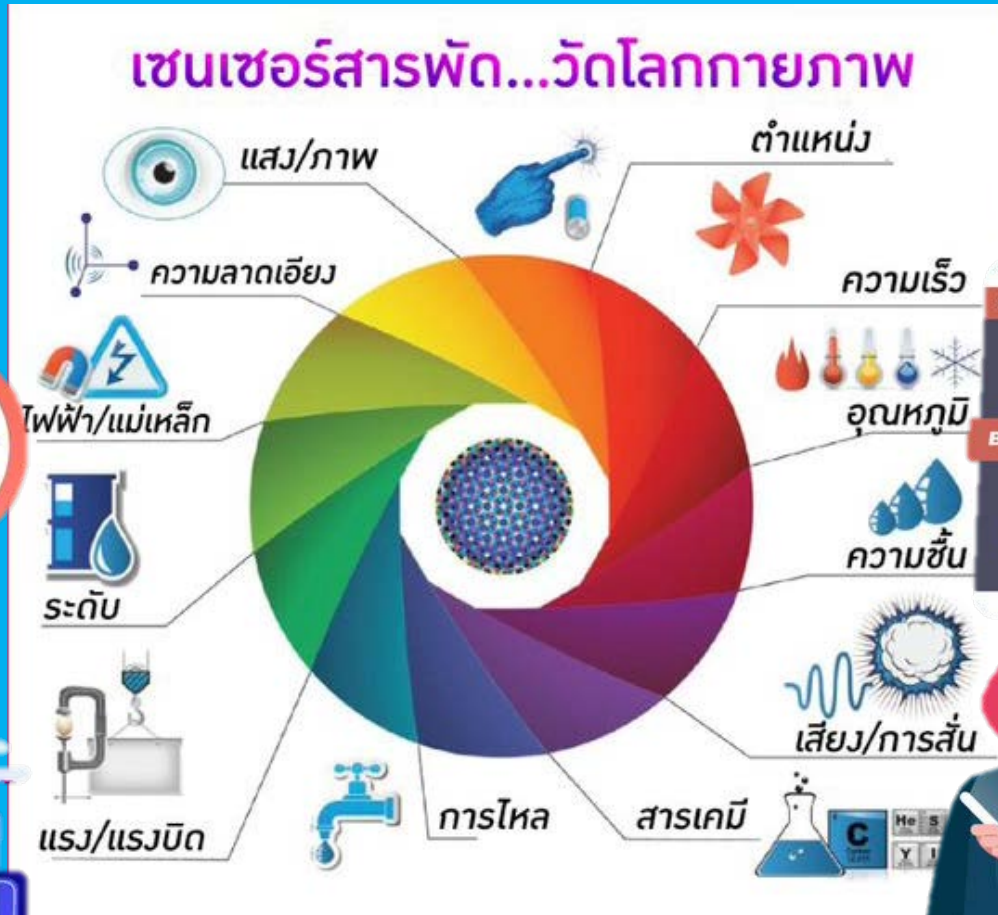 เซนเซอร์สารพัด...วัดโลกกายภาพ
แสง/ภาพ
ตำแหน่ง
ความลาดเอียง
ความเร็ว
ไฟฟ้า/แม่เหล็ก
อุณหภูมิ
ความชื้น
ระดับ
เสียง/การสั่น
แรง/แรงบิด
การไหล
สารเคมี
C
He S
Y